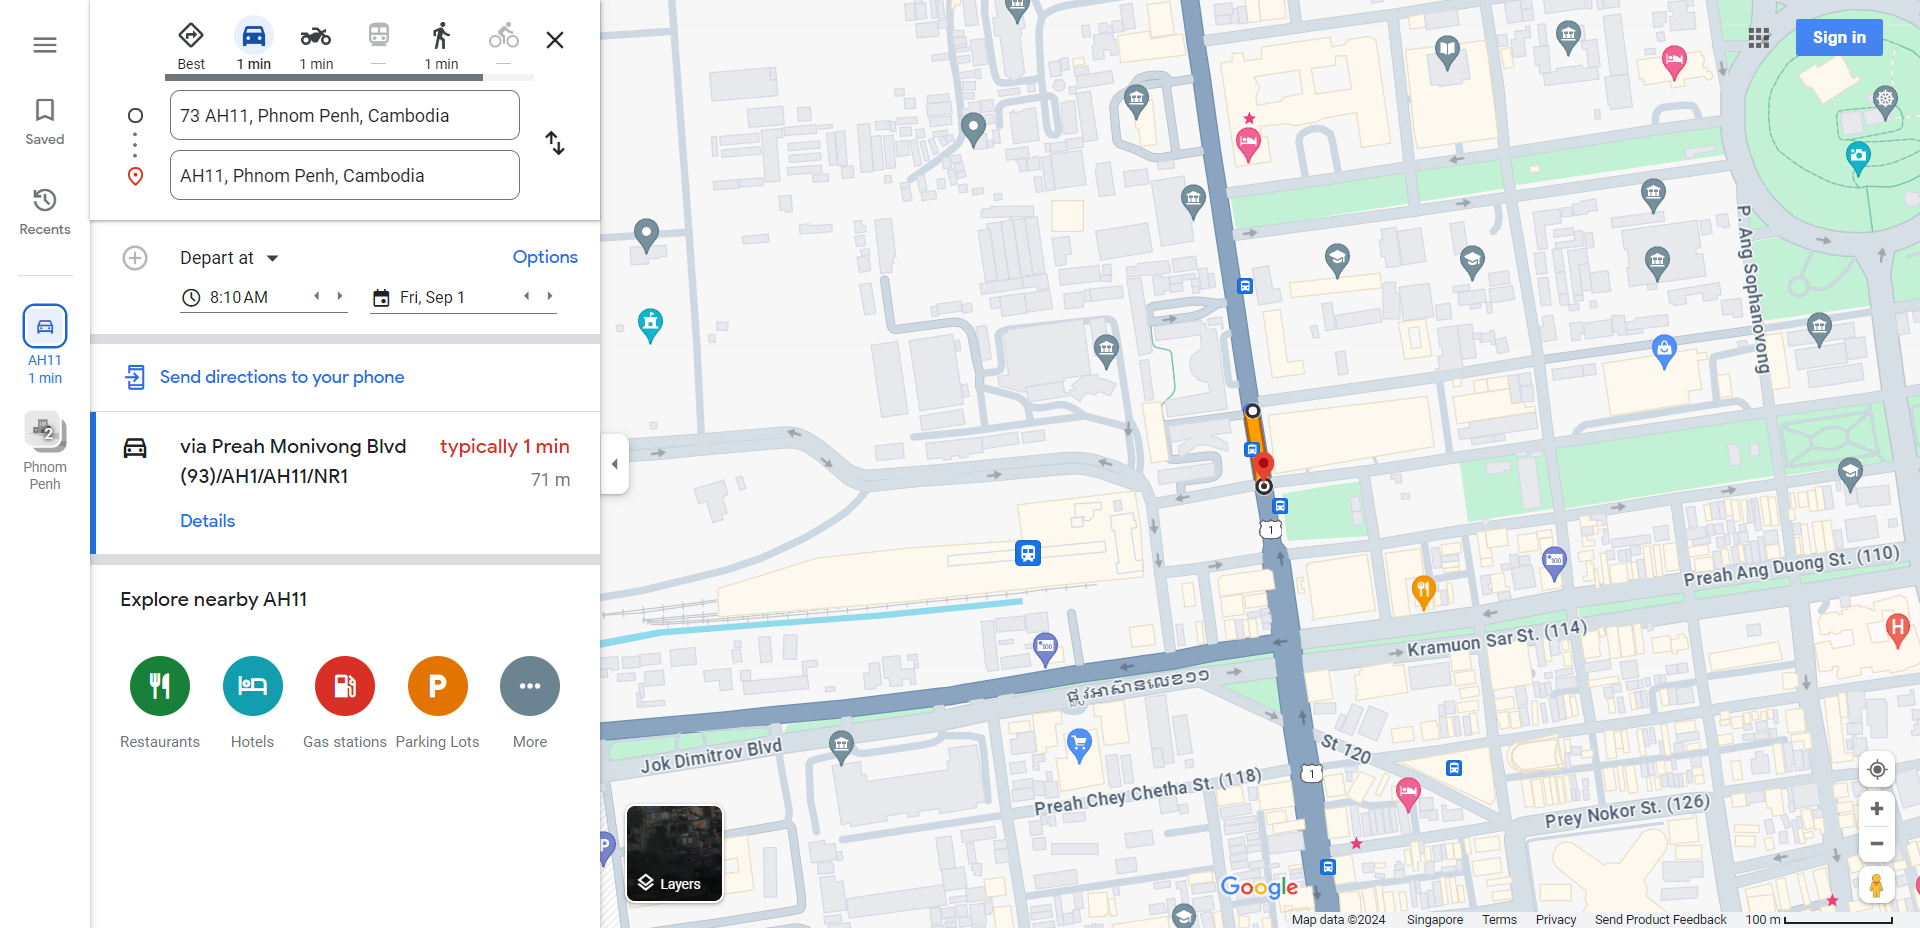 Best
1 min
1 min
—
1 min
—
73 AH11, Phnom Penh, Cambodia
AH11, Phnom Penh, Cambodia
Saved
Recents
AH11
1 min
2
Phnom
Penh
Depart at
Options
8:10 AM
Fri, Sep 1
Send directions to your phone
via Preah Monivong Blvd
(93)/AH1/AH11/NR1
typically 1 min
71 m
Details
Explore nearby AH11
P
Restaurants
Hotels
Gas stations
Parking Lots
More
Sign in
P. Ang Sophanovong
1
Preah Ang Duong St. (110)
Kramuon Sar St. (114)
H
ផ្លូវអាស៊ានលេខ១១
Jok Dimitrov Blvd
St 120
1
Preah Chey Chetha St. (118)
Prey Nokor St. (126)
P
Layers
Google
Map data ©2024
Singapore
Terms
Privacy
Send Product Feedback
100 m